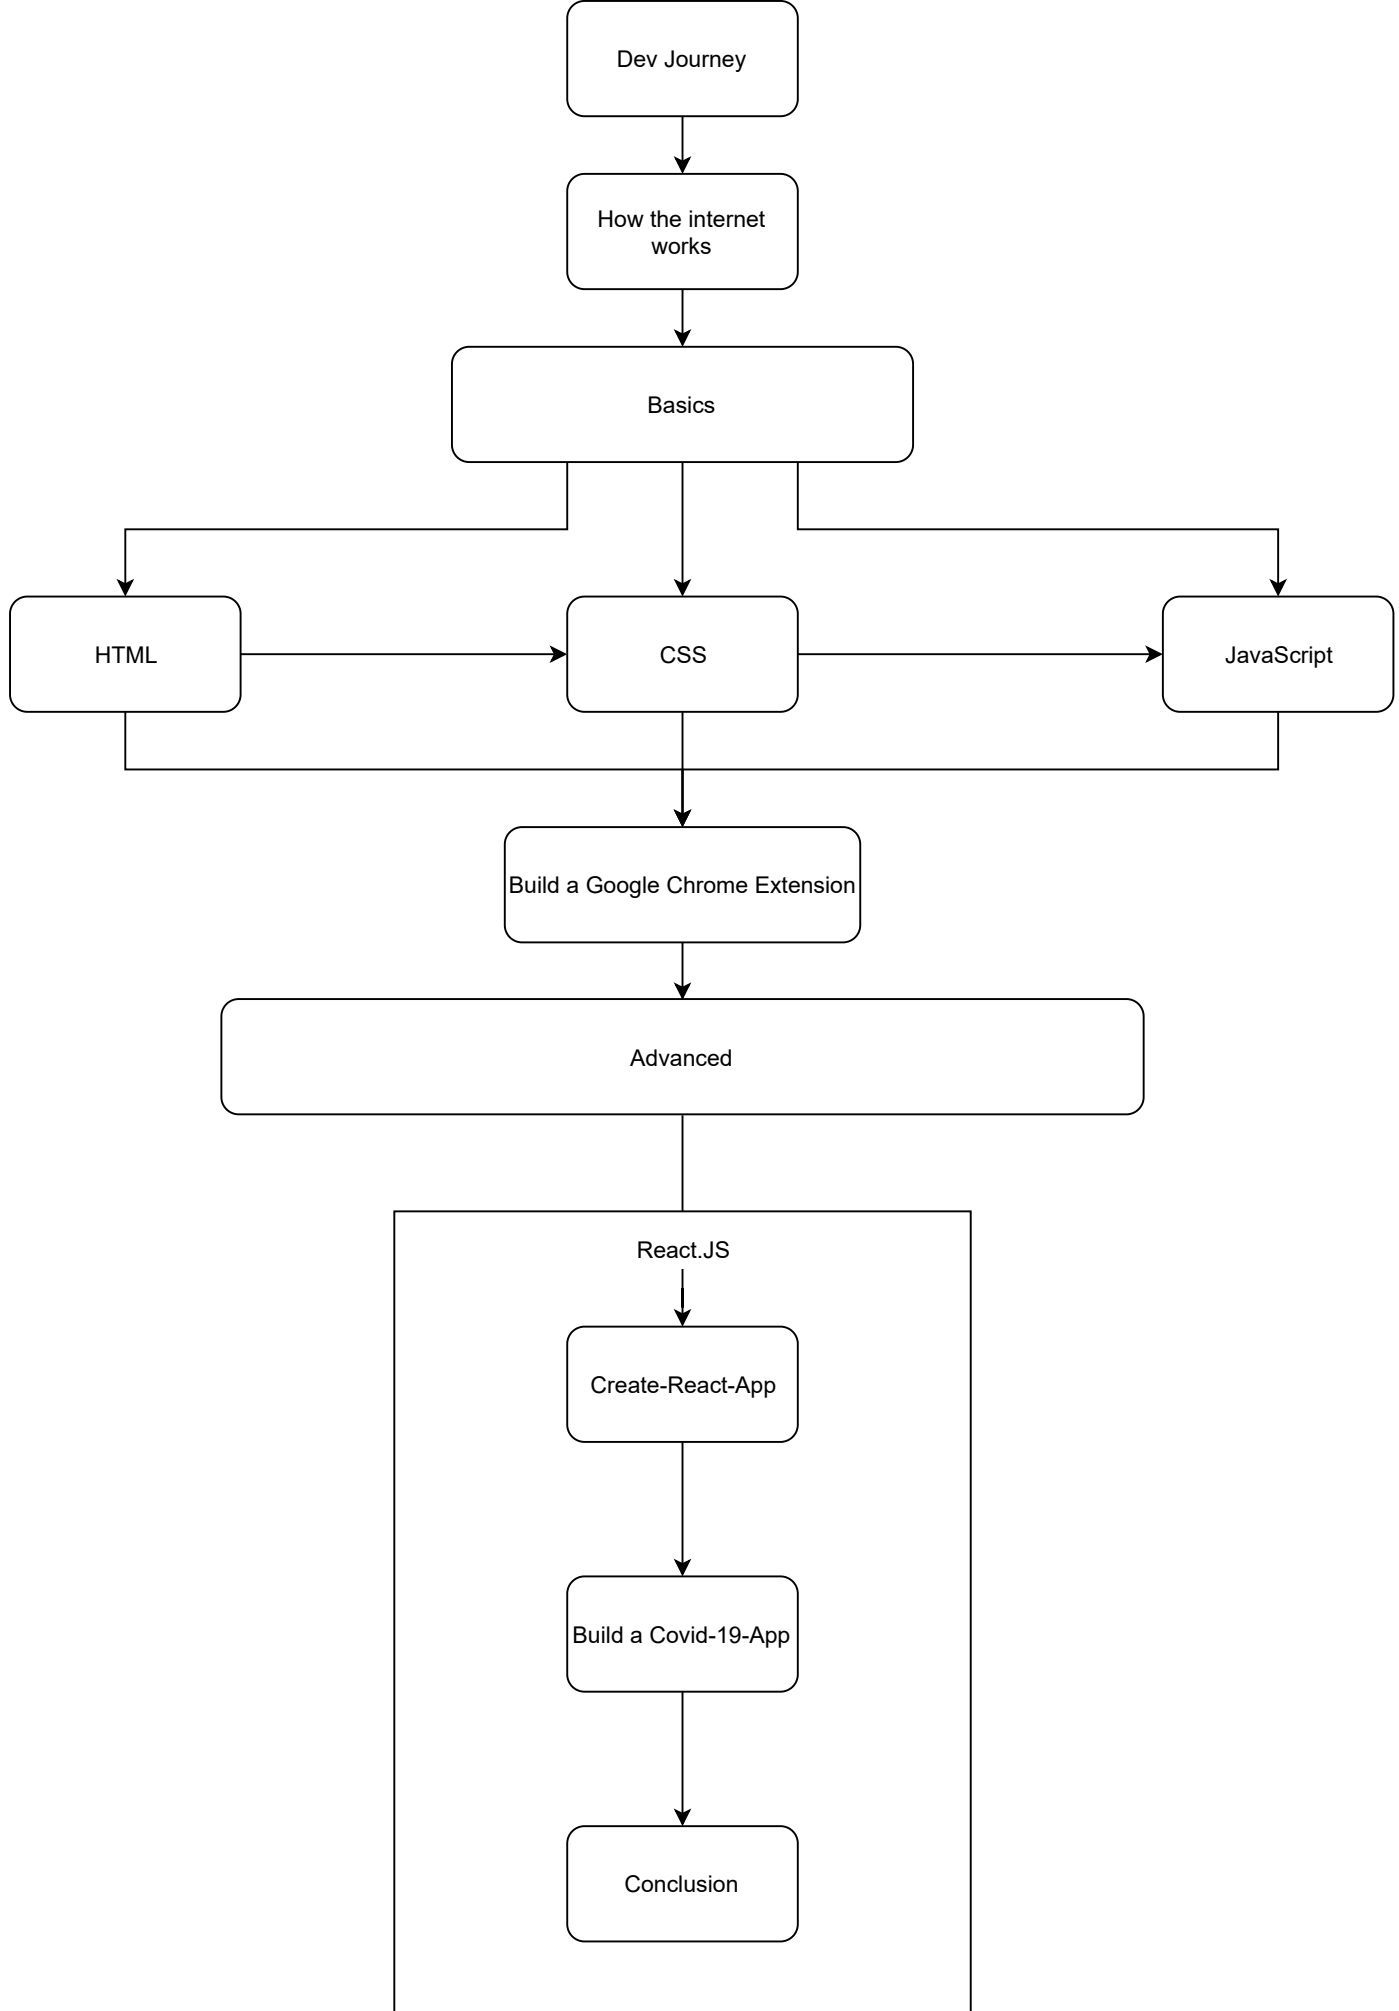 Dev Journey
How the internet
works
Basics
HTML
CSS
JavaScript
Build a Google Chrome Extension
Advanced
React.JS
Create-React-App
Build a Covid-19-App
Conclusion